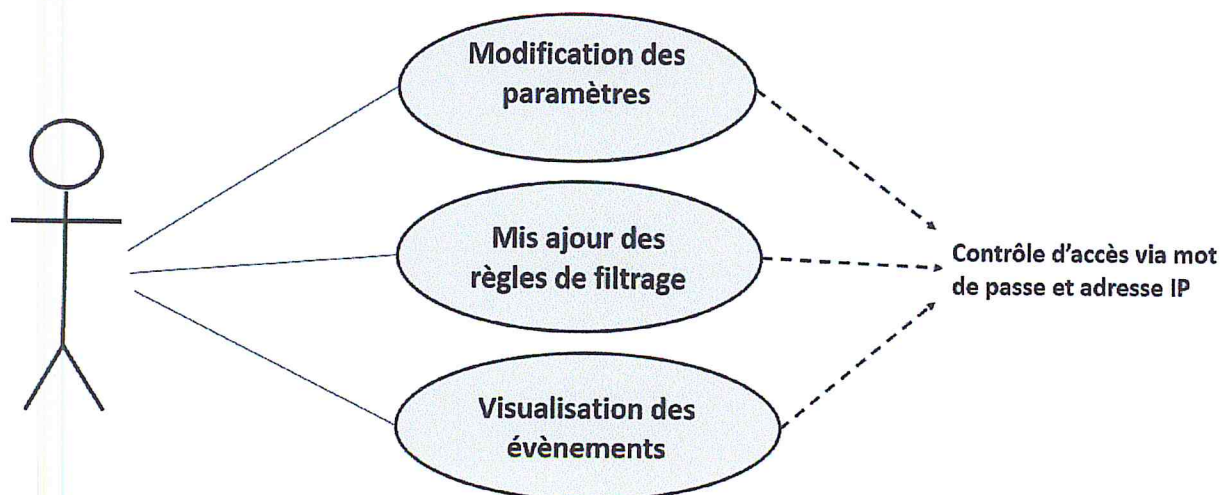 Modification des
paramètres
Mis ajour des
règles de filtrage
Contrôle d'accès via mot
de passe et adresse IP
Visualisation des
évènements